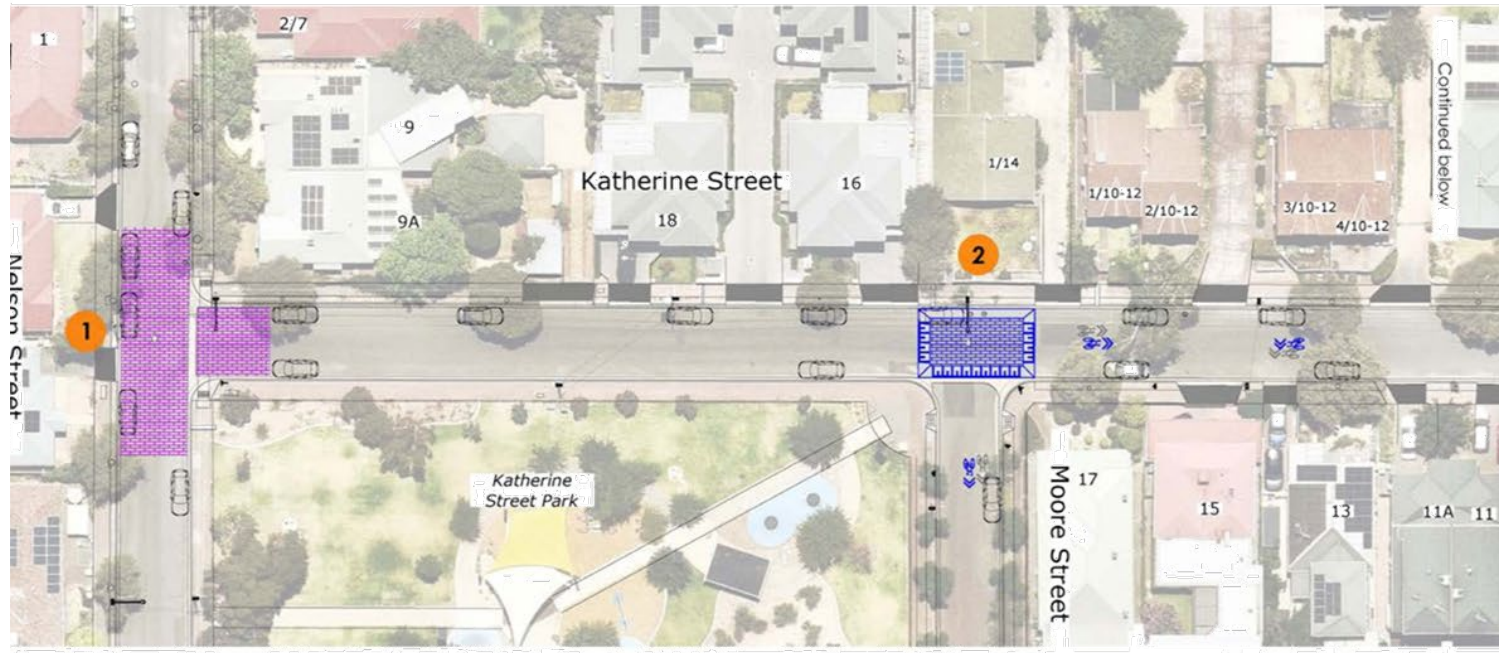 1
2/7
Continued below
9
Katherine Street
16
1/14
1/10-12
2/10-12
3/10-12
4/10-12
9A
18
2
Nelson Street
1
Katherine
Street Park
Moore Street
17
15
13
11A
11